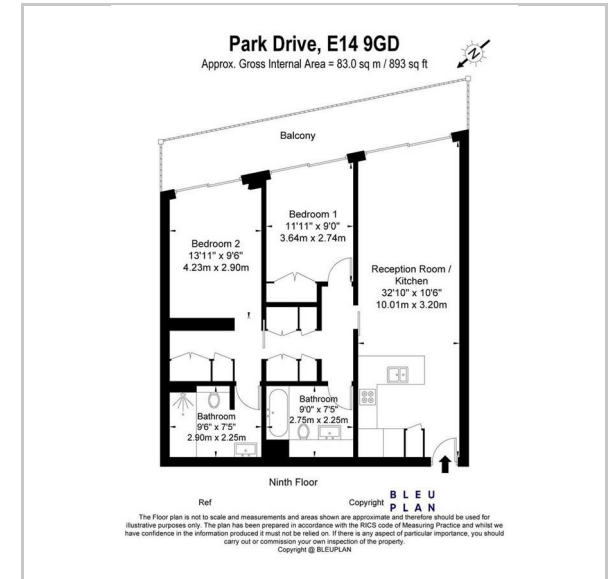 Park Drive, E14 9GD
Approx. Gross Internal Area = 83.0 sq m / 893 sq ft
N
Balcony
Bedroom 1
11'11" x 9'0"
3.64m x 2.74m
Bedroom 2
13'11" x 9'6"
4.23m x 2.90m
Reception Room /
Kitchen
32'10" x 10'6"
10.01m x 3.20m
Bathroom
9'6" x 7'5"
2.90m x 2.25m
Bathroom
9'0" x 7'5"
2.75m x 2.25m
Ninth Floor
Ref
Copyright
BLEU
PLAN
The Floor plan is not to scale and measurements and areas shown are approximate and therefore should be used for
illustrative purposes only. The plan has been prepared in accordance with the RICS code of Measuring Practice and whilst we
have confidence in the information produced it must not be relied on. If there is any aspect of particular importance, you should
carry out or commission your own inspection of the property.
Copyright @ BLEUPLAN